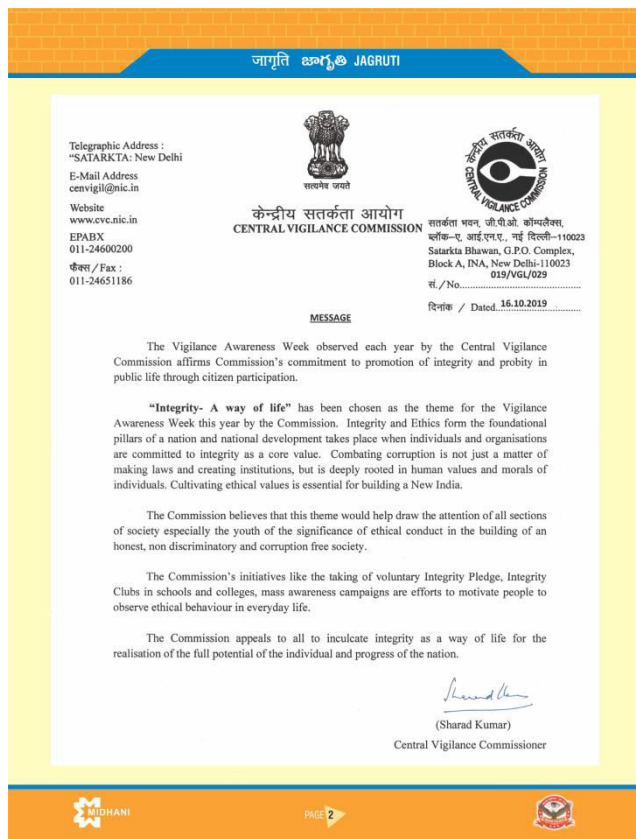 जागृति జాగృతి JAGRUTI
Telegraphic Address :
"SATARKTA: New Delhi
E-Mail Address
cenvigil@nic.in
Website
www.cvc.nic.in
EPABX
011-24600200
फैक्स / Fax :
011-24651186
सत्यमेव जयते
केन्द्रीय सतर्कता आयोग
CENTRAL VIGILANCE COMMISSION
केन्द्रीय सतर्कता आयोग
CENTRAL VIGILANCE COMMISSION
सतर्कता भवन, जी.पी.ओ. कॉम्पलैक्स,
ब्लॉक-ए, आई.एन.ए., नई दिल्ली-110023
Satarkta Bhawan, G.P.O. Complex,
Block A, INA, New Delhi-110023
019/VGL/029
सं./No.
दिनांक / Dated 16.10.2019
MESSAGE
The Vigilance Awareness Week observed each year by the Central Vigilance
Commission affirms Commission's commitment to promotion of integrity and probity in
public life through citizen participation.
"Integrity- A way of life" has been chosen as the theme for the Vigilance
Awareness Week this year by the Commission. Integrity and Ethics form the foundational
pillars of a nation and national development takes place when individuals and organisations
are committed to integrity as a core value. Combating corruption is not just a matter of
making laws and creating institutions, but is deeply rooted in human values and morals of
individuals. Cultivating ethical values is essential for building a New India.
The Commission believes that this theme would help draw the attention of all sections
of society especially the youth of the significance of ethical conduct in the building of an
honest, non discriminatory and corruption free society.
The Commission's initiatives like the taking of voluntary Integrity Pledge, Integrity
Clubs in schools and colleges, mass awareness campaigns are efforts to motivate people to
observe ethical behaviour in everyday life.
The Commission appeals to all to inculcate integrity as a way of life for the
realisation of the full potential of the individual and progress of the nation.
(Sharad Kumar)
Central Vigilance Commissioner
MIDHANI
PAGE 2